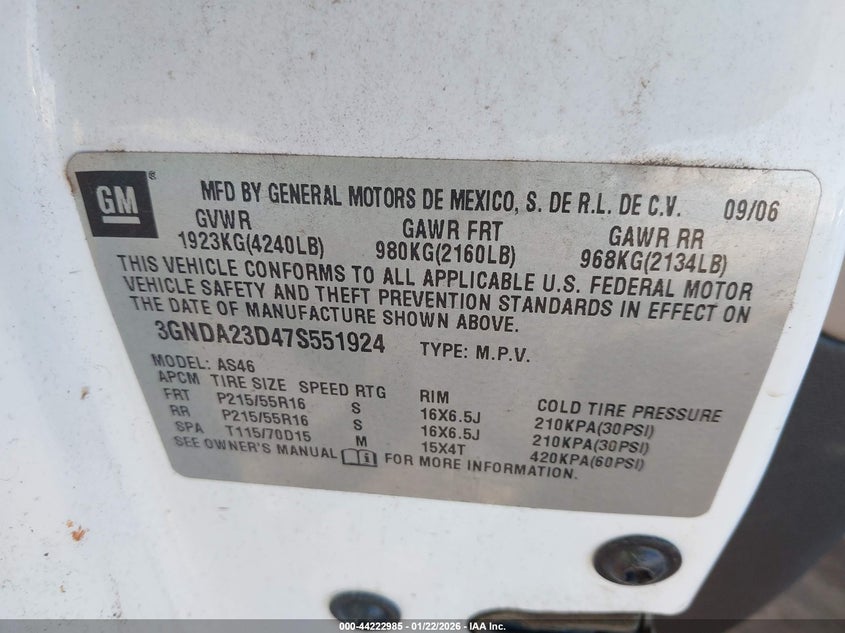 GM ®
MFD BY GENERAL MOTORS DE MEXICO, S. DE R.L. DE C.V. 09/06
GVWR GAWR FRT GAWR RR
1923KG(4240LB) 980KG(2160LB) 968KG(2134LB)
THIS VEHICLE CONFORMS TO ALL APPLICABLE U.S. FEDERAL MOTOR
VEHICLE SAFETY AND THEFT PREVENTION STANDARDS IN EFFECT ON
THE DATE OF MANUFACTURE SHOWN ABOVE.
3GNDA23D47S551924 TYPE: M.P.V.
MODEL: AS46
APCM TIRE SIZE SPEED RTG RIM COLD TIRE PRESSURE
FRT P215/55R16 S 16X6.5J 210KPA(30PSI)
RR P215/55R16 S 16X6.5J 210KPA(30PSI)
SPA T115/70D15 M 15X4T 420KPA(60PSI)
SEE OWNER'S MANUAL FOR MORE INFORMATION.
000-44222985 - 01/22/2026 - IAA Inc.